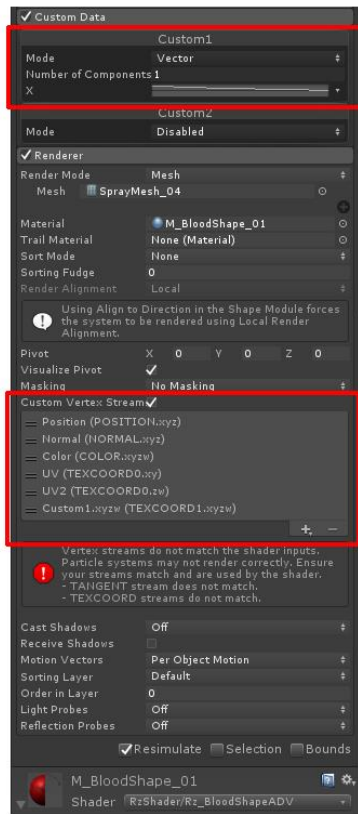 Custom Data
Custom1
Mode Vector
Number of Components 1
X
Custom2
Mode Disabled
Renderer
Render Mode Mesh
Mesh SprayMesh_04
Material M_BloodShape_01
Trail Material None (Material)
Sort Mode None
Sorting Fudge 0
Render Alignment Local
Using Align to Direction in the Shape Module forces
the system to be rendered using Local Render
Alignment.
Pivot X 0 Y 0 Z 0
Visualize Pivot
Masking No Masking
Custom Vertex Stream
Position (POSITION.xyz)
Normal (NORMAL.xyz)
Color (COLOR.xyzw)
UV (TEXCOORD0.xy)
UV2 (TEXCOORD0.zw)
Custom1.xyzw (TEXCOORD1.xyzw)
Vertex streams do not match the shader inputs.
Particle systems may not render correctly. Ensure
your streams match and are used by the shader.
- TANGENT stream does not match.
- TEXCOORD streams do not match.
Cast Shadows Off
Receive Shadows
Motion Vectors Per Object Motion
Sorting Layer Default
Order in Layer 0
Light Probes Off
Reflection Probes Off
Resimulate Selection Bounds
M_BloodShape_01
Shader RzShader/Rz_BloodShapeADV